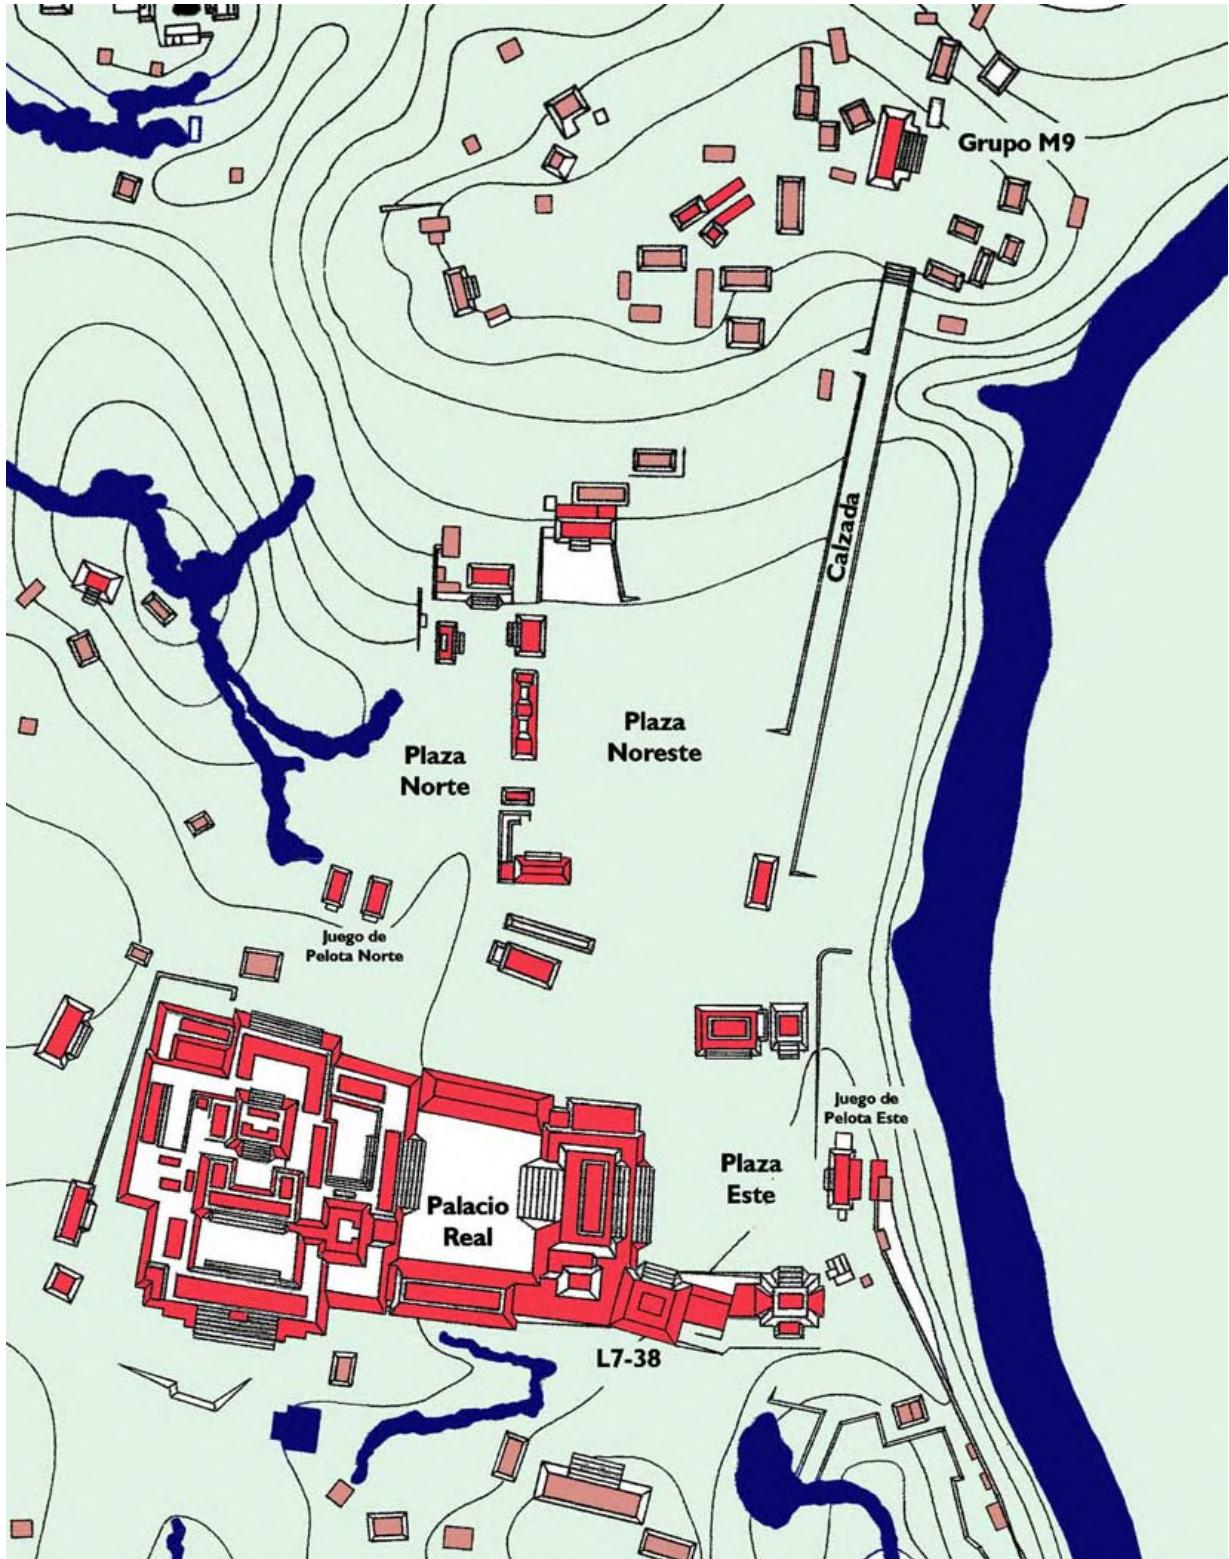 Grupo M9
Calzada
Plaza
Noreste
Plaza
Norte
Juego de
Pelota Norte
Juego de
Pelota Este
Plaza
Este
Palacio
Real
L7-38